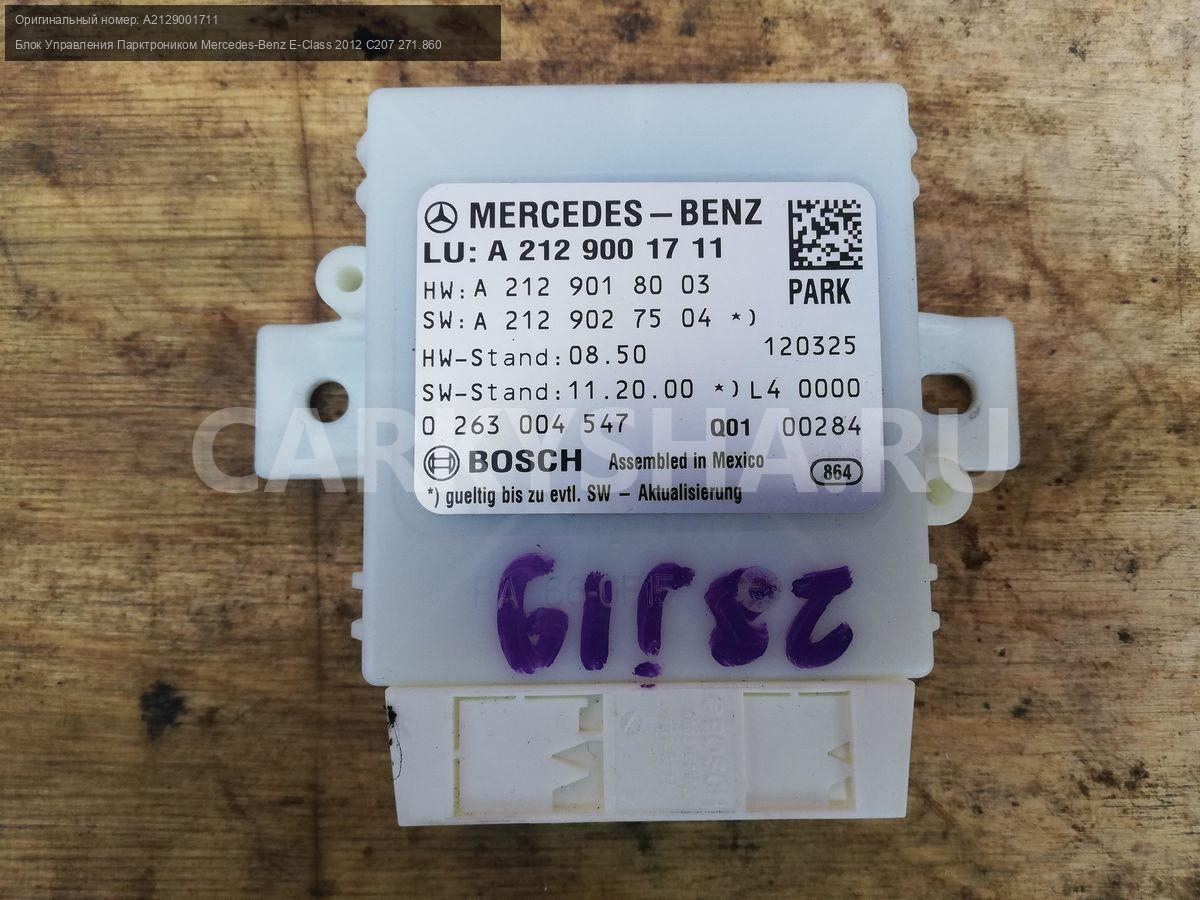 Оригинальный номер: A2129001711
Блок Управления Парктроником Mercedes-Benz E-Class 2012 C207 271.860
MERCEDES-BENZ
LU: A 212 900 17 11
HW: A 212 901 80 03
PARK
SW: A 212 902 75 04 *)
HW-Stand: 08.50 120325
SW-Stand: 11.20.00 *) L4 0000
0 263 004 547 Q01 00284
CARKYSHA.RU
BOSCH Assembled in Mexico 864
*) gueltig bis zu evtl. SW - Aktualisierung
BOSCH